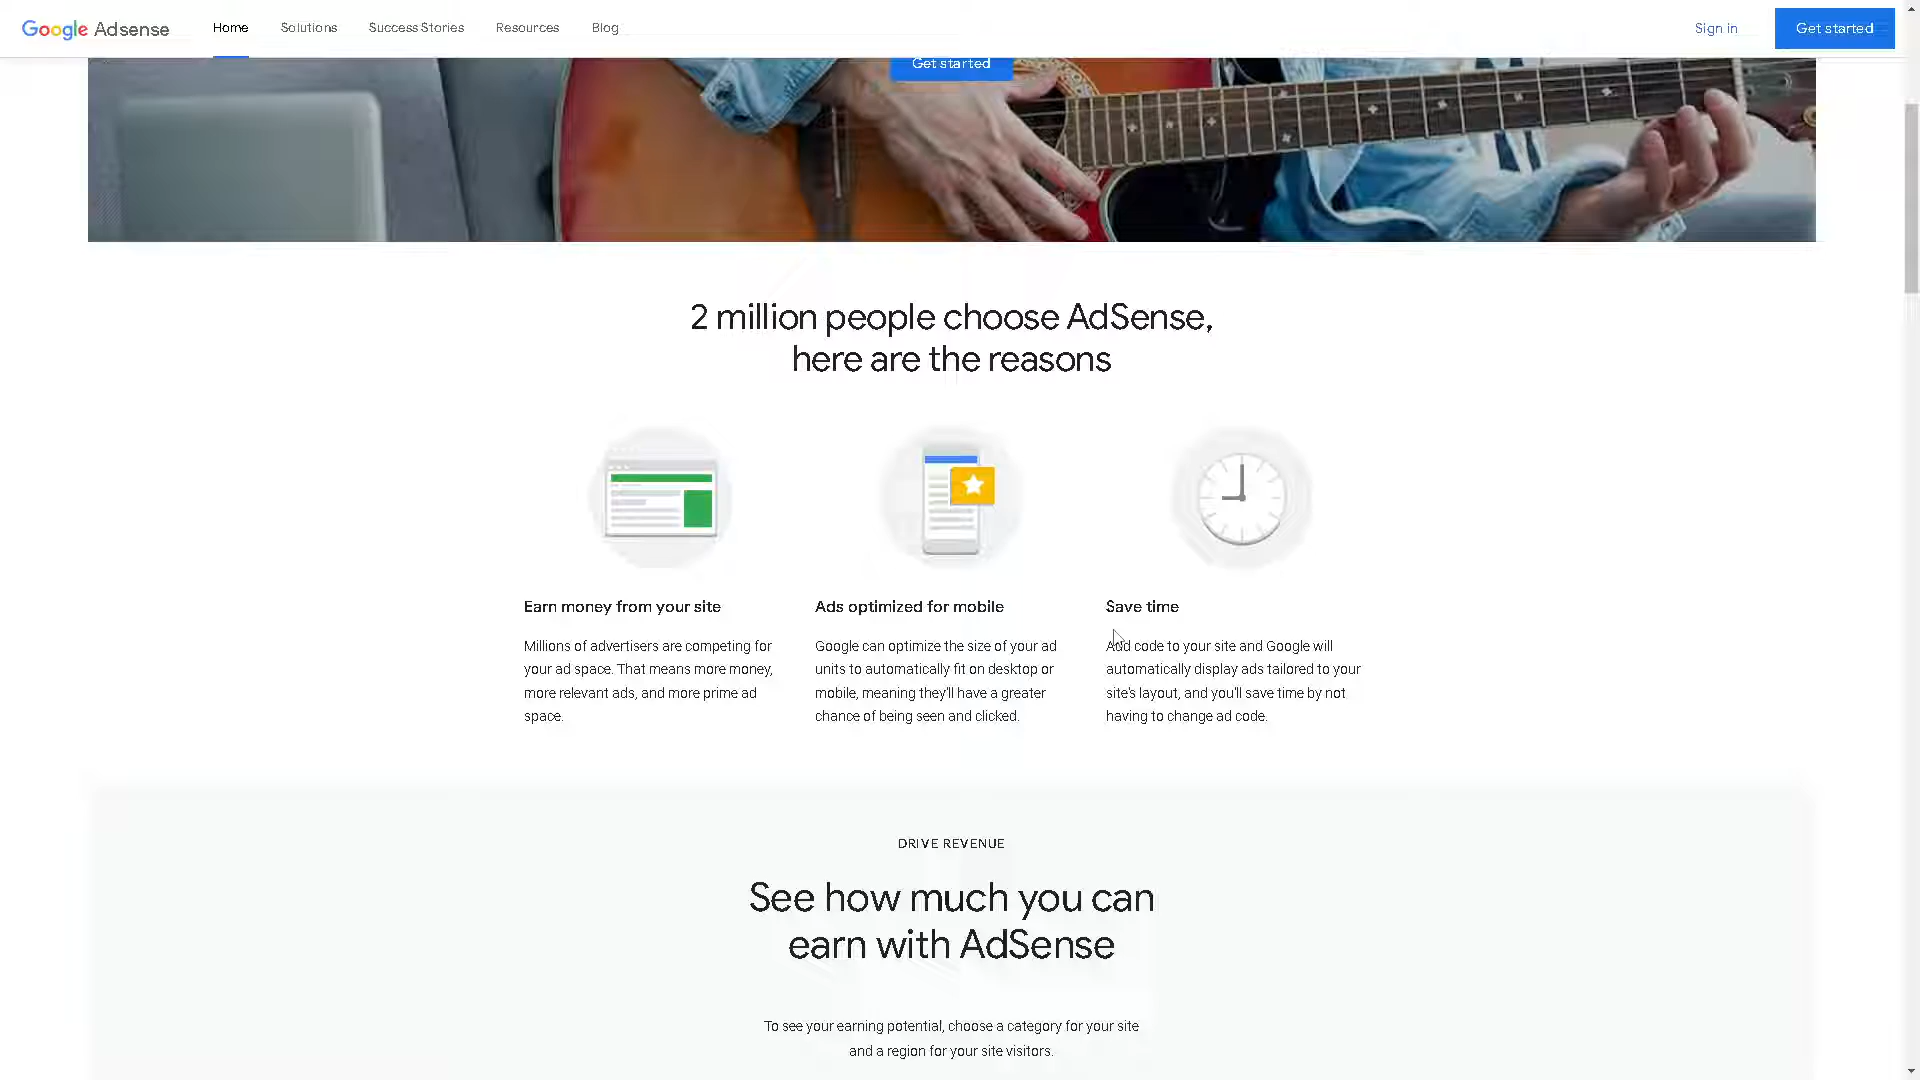 Google Adsense
Home
Solutions
Success Stories
Resources
Blog
Sign in
Get started
Get started
2 million people choose AdSense,
here are the reasons
Earn money from your site
Millions of advertisers are competing for
your ad space. That means more money,
more relevant ads, and more prime ad
space.
Ads optimized for mobile
Google can optimize the size of your ad
units to automatically fit on desktop or
mobile, meaning they'll have a greater
chance of being seen and clicked.
Save time
Add code to your site and Google will
automatically display ads tailored to your
site's layout, and you'll save time by not
having to change ad code.
DRIVE REVENUE
See how much you can
earn with AdSense
To see your earning potential, choose a category for your site
and a region for your site visitors.